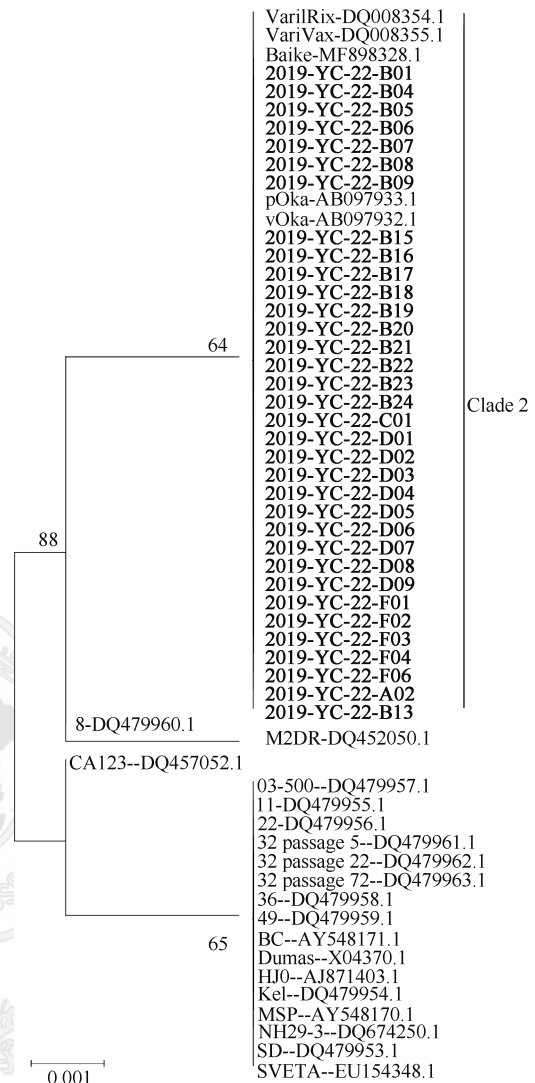 VarilRix-DQ008354.1
VariVax-DQ008355.1
Baike-MF898328.1
2019-YC-22-B01
2019-YC-22-B04
2019-YC-22-B05
2019-YC-22-B06
2019-YC-22-B07
2019-YC-22-B08
2019-YC-22-B09
pOka-AB097933.1
vOka-AB097932.1
2019-YC-22-B15
2019-YC-22-B16
2019-YC-22-B17
2019-YC-22-B18
2019-YC-22-B19
2019-YC-22-B20
64
2019-YC-22-B21
2019-YC-22-B22
2019-YC-22-B23
2019-YC-22-B24
Clade 2
2019-YC-22-C01
2019-YC-22-D01
2019-YC-22-D02
2019-YC-22-D03
2019-YC-22-D04
2019-YC-22-D05
2019-YC-22-D06
88
2019-YC-22-D07
2019-YC-22-D08
2019-YC-22-D09
2019-YC-22-F01
2019-YC-22-F02
2019-YC-22-F03
2019-YC-22-F04
2019-YC-22-F06
2019-YC-22-A02
2019-YC-22-B13
8-DQ479960.1
M2DR-DQ452050.1
CA123--DQ457052.1
03-500--DQ479957.1
11-DQ479955.1
22-DQ479956.1
32 passage 5--DQ479961.1
32 passage 22--DQ479962.1
32 passage 72--DQ479963.1
36--DQ479958.1
49--DQ479959.1
65
BC--AY548171.1
Dumas--X04370.1
HJ0--AJ871403.1
Kel--DQ479954.1
MSP--AY548170.1
NH29-3--DQ674250.1
SD--DQ479953.1
SVETA--EU154348.1
0.001